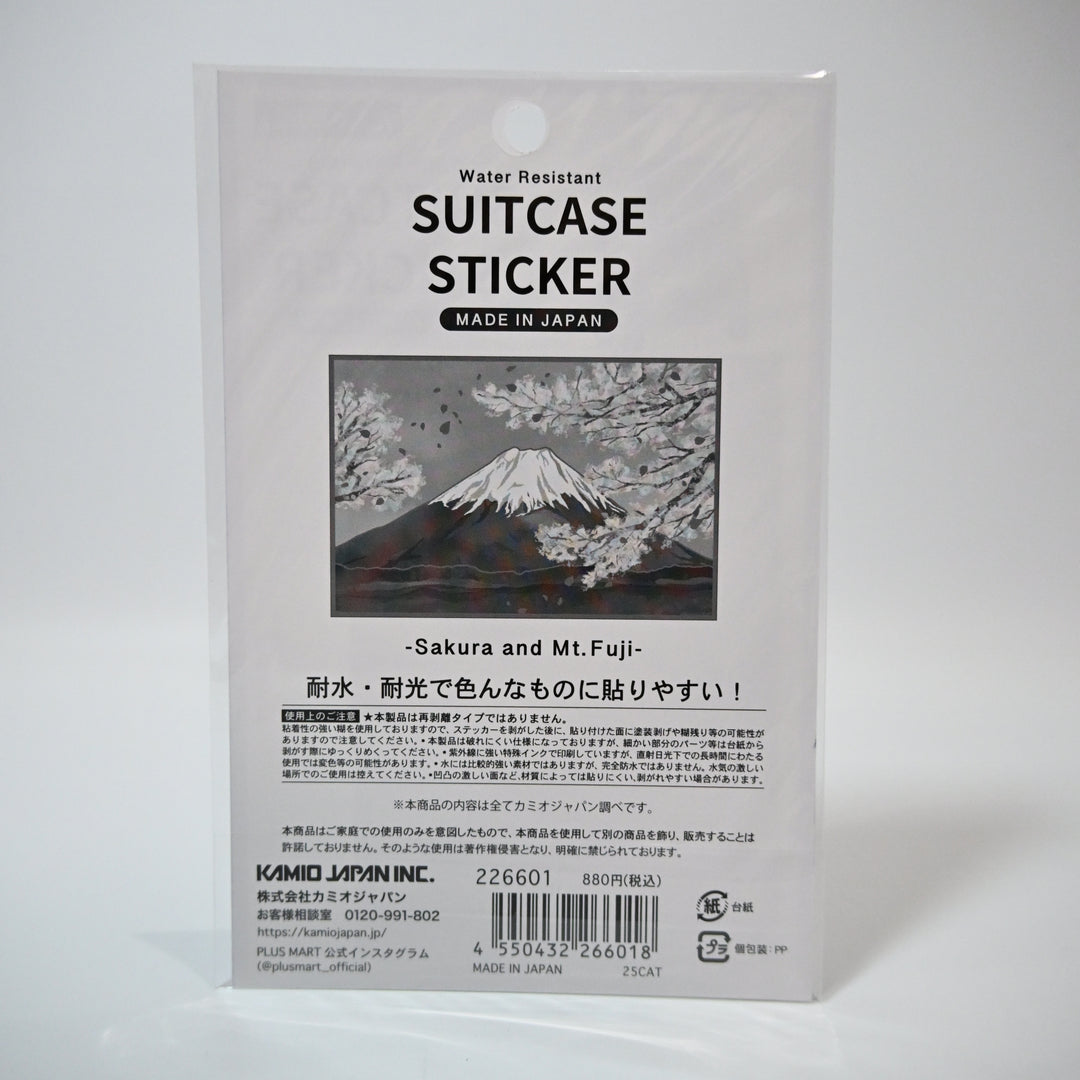 Water Resistant
SUITCASE
STICKER
MADE IN JAPAN
-Sakura and Mt.Fuji-
耐水・耐光で色んなものに貼りやすい！
使用上のご注意 ★本製品は再剥離タイプではありません。
粘着性の強い糊を使用しておりますので、ステッカーを剥がした後に、貼り付けた面に塗装剥げや糊残り等の可能性が
ありますので注意してください。•本製品は破れにくい仕様になっておりますが、細かい部分のパーツ等は台紙から
剥がす際にゆっくりめくってください。•紫外線に強い特殊インクで印刷していますが、直射日光下での長時間にわたる
使用では変色等の可能性があります。•水には比較的強い素材ではありますが、完全防水ではありません。水気の激しい
場所でのご使用は控えてください。•凹凸の激しい面など、材質によっては貼りにくい、剥がれやすい場合があります。
※本商品の内容は全てカミオジャパン調べです。
本商品はご家庭での使用のみを意図したもので、本商品を使用して別の商品を飾り、販売することは
許諾しておりません。そのような使用は著作権侵害となり、明確に禁じられております。
KAMIO JAPAN INC.
株式会社カミオジャパン
お客様相談室 0120-991-802
https://kamiojapan.jp/
PLUS MART 公式インスタグラム
(@plusmart_official)
226601 880円(税込)
4 550432 266018
MADE IN JAPAN 25CAT
紙 台紙
プラ 個包装：PP